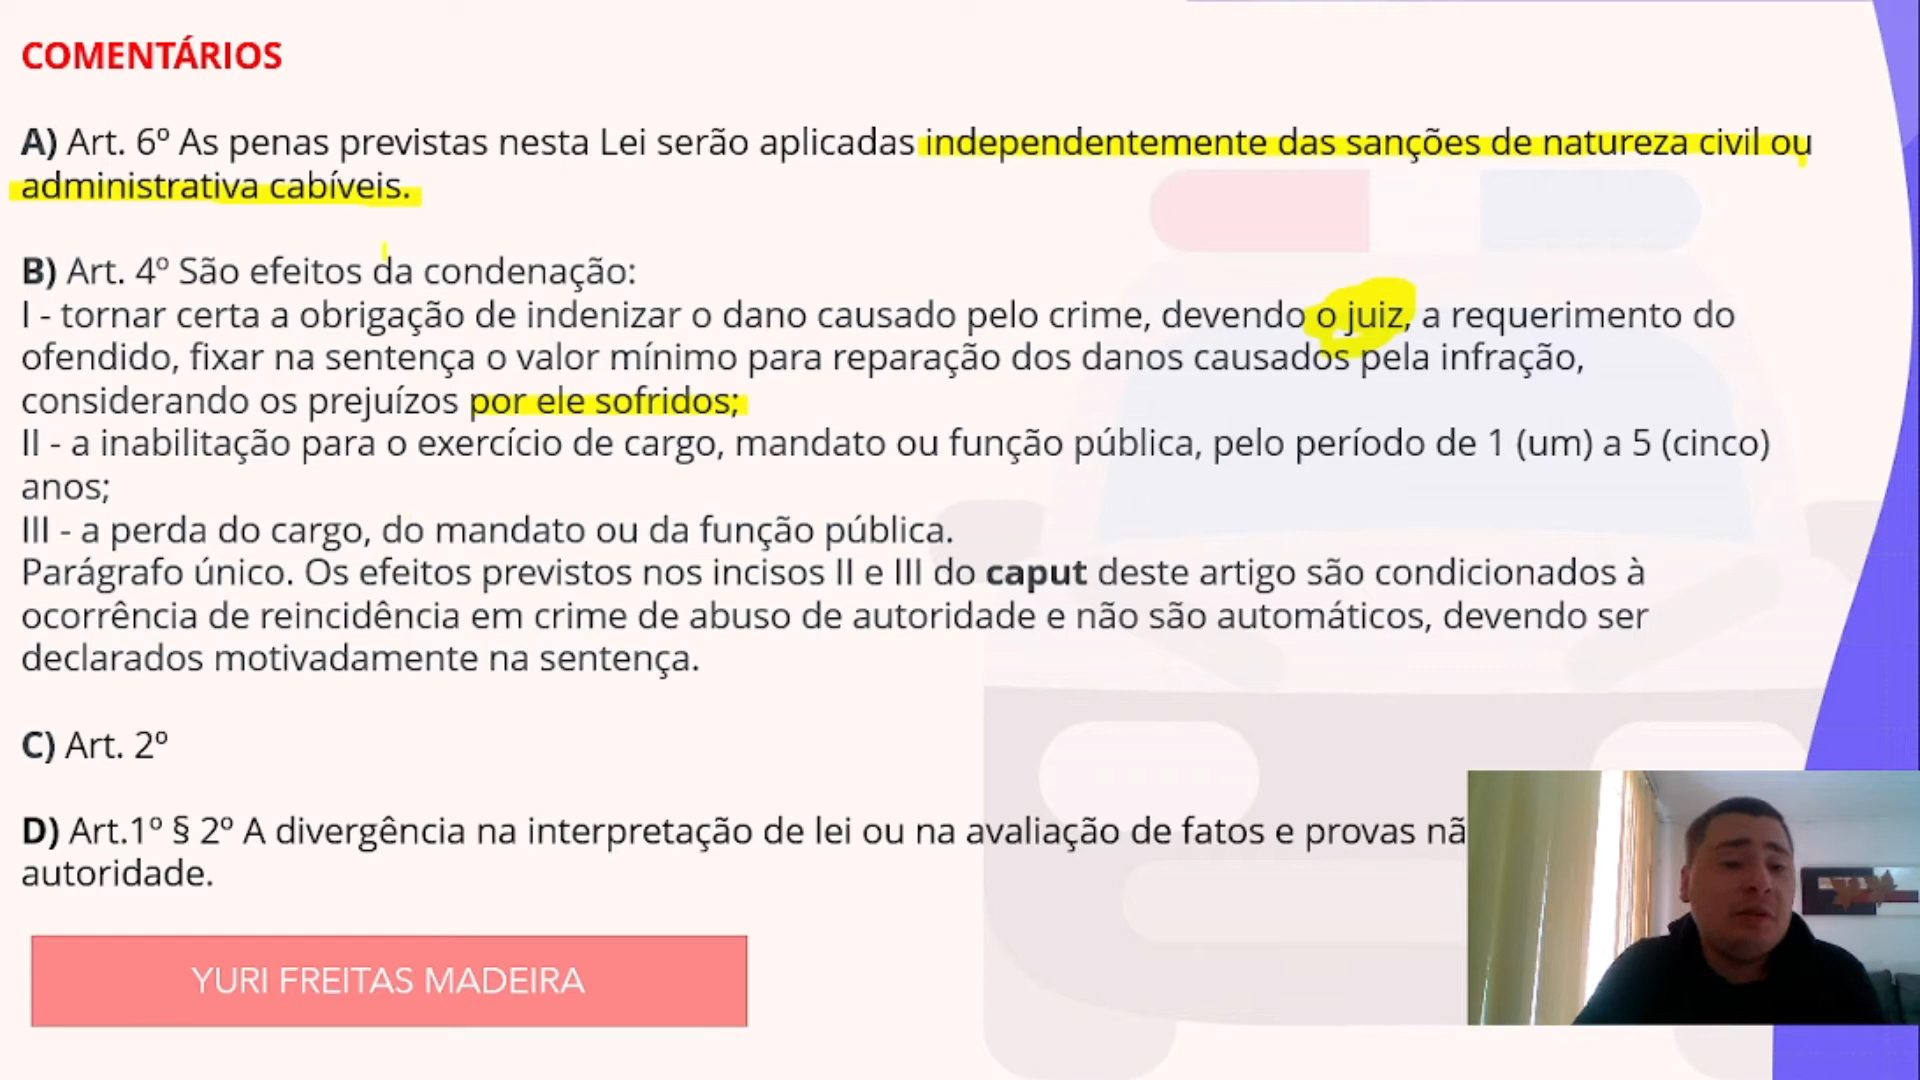 COMENTÁRIOS
A) Art. 6º As penas previstas nesta Lei serão aplicadas independentemente das sanções de natureza civil ou
administrativa cabíveis.
B) Art. 4º São efeitos da condenação:
I - tornar certa a obrigação de indenizar o dano causado pelo crime, devendo o juiz, a requerimento do
ofendido, fixar na sentença o valor mínimo para reparação dos danos causados pela infração,
considerando os prejuízos por ele sofridos;
II - a inabilitação para o exercício de cargo, mandato ou função pública, pelo período de 1 (um) a 5 (cinco)
anos;
III - a perda do cargo, do mandato ou da função pública.
Parágrafo único. Os efeitos previstos nos incisos II e III do caput deste artigo são condicionados à
ocorrência de reincidência em crime de abuso de autoridade e não são automáticos, devendo ser
declarados motivadamente na sentença.
C) Art. 2º
D) Art.1º § 2º A divergência na interpretação de lei ou na avaliação de fatos e provas nã
autoridade.
YURI FREITAS MADEIRA